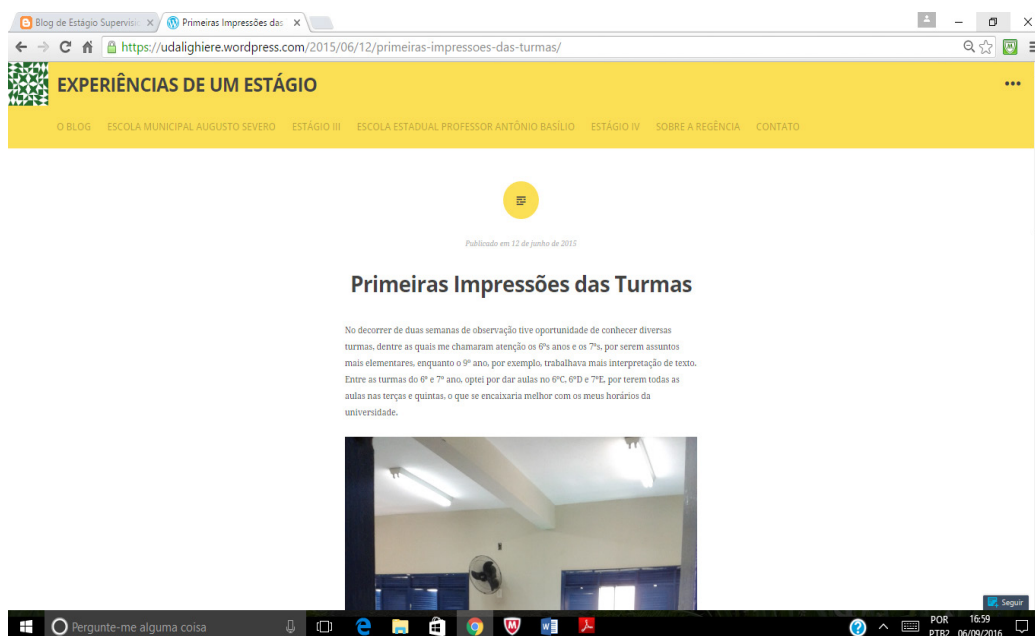 Blog de Estágio Supervisi
Primeiras Impressões das
https://udalighiere.wordpress.com/2015/06/12/primeiras-impressoes-das-turmas/
EXPERIÊNCIAS DE UM ESTÁGIO
O BLOG ESCOLA MUNICIPAL AUGUSTO SEVERO ESTÁGIO III ESCOLA ESTADUAL PROFESSOR ANTÔNIO BASÍLIO ESTÁGIO IV SOBRE A REGÊNCIA CONTATO
Publicado em 12 de junho de 2015
Primeiras Impressões das Turmas
No decorrer de duas semanas de observação tive oportunidade de conhecer diversas
turmas, dentre as quais me chamaram atenção os 6ºs anos e os 7ºs, por serem assuntos
mais elementares, enquanto o 9º ano, por exemplo, trabalhava mais interpretação de texto.
Entre as turmas do 6º e 7º ano, optei por dar aulas no 6ºC, 6ºD e 7ºE, por terem todas as
aulas nas terças e quintas, o que se encaixaria melhor com os meus horários da
universidade.
Seguir
Pergunte-me alguma coisa
POR 16:59
PTB2 06/09/2016